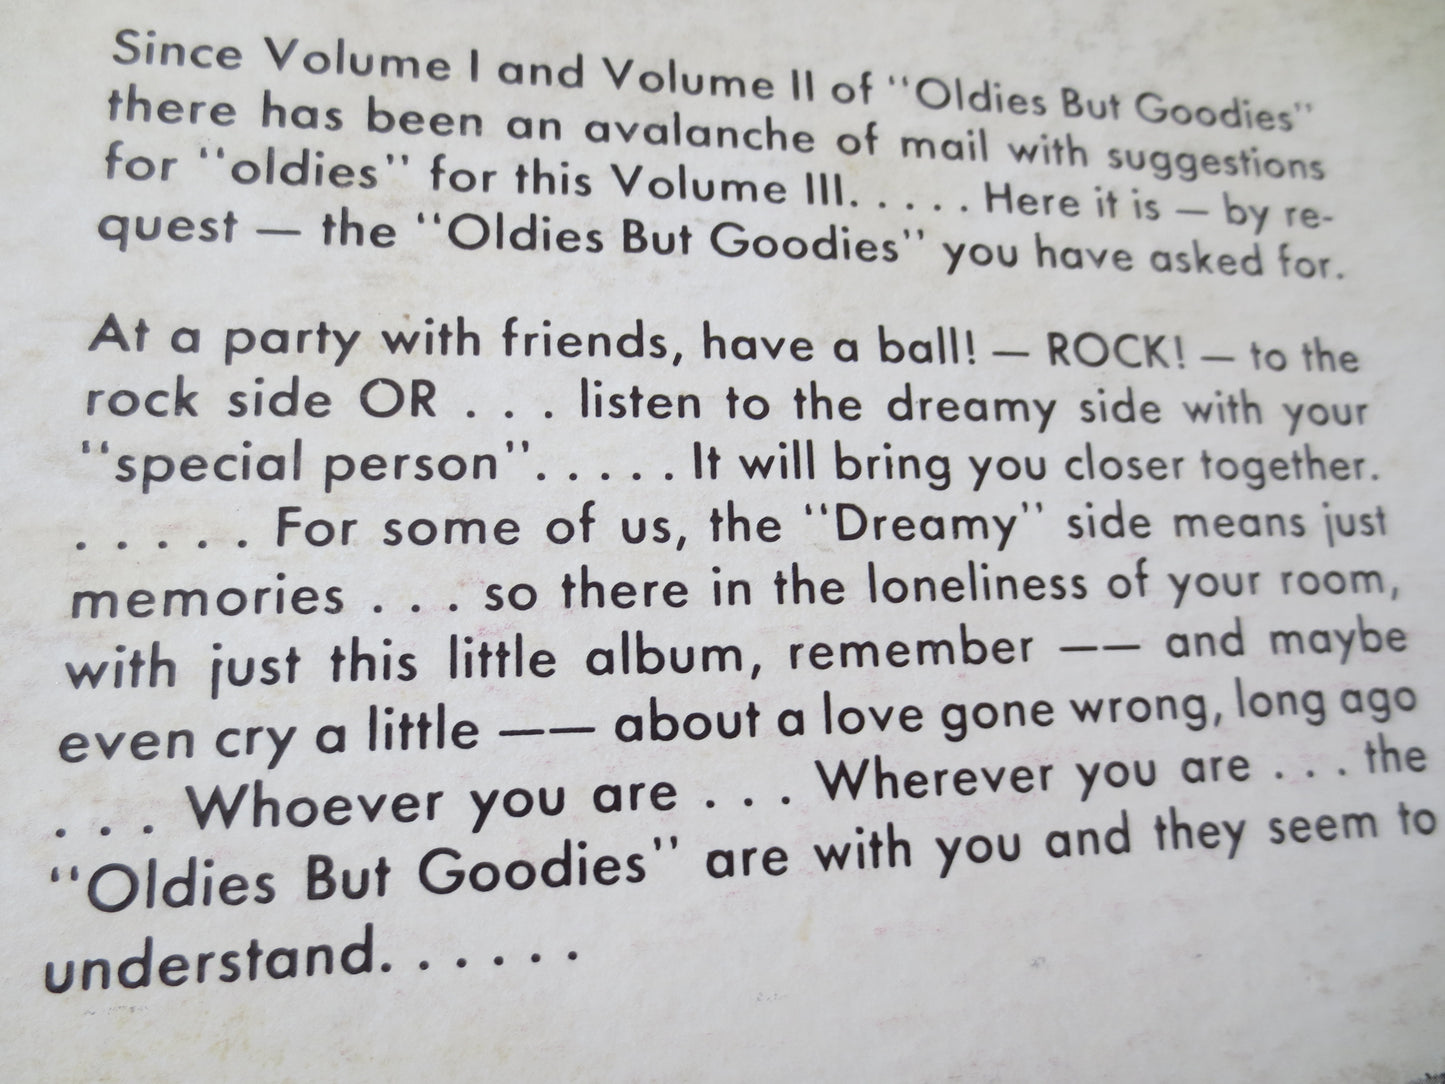 Since Volume I and Volume II of "Oldies But Goodies"
there has been an avalanche of mail with suggestions
for "oldies" for this Volume III. . . . . Here it is — by re-
quest — the "Oldies But Goodies" you have asked for.
At a party with friends, have a ball! — ROCK! — to the
rock side OR . . . listen to the dreamy side with your
"special person". . . . . It will bring you closer together.
. . . . . For some of us, the "Dreamy" side means just
memories . . . so there in the loneliness of your room,
with just this little album, remember —— and maybe
even cry a little —— about a love gone wrong, long ago
. . . Whoever you are . . . Wherever you are . . . the
"Oldies But Goodies" are with you and they seem to
understand. . . . . .